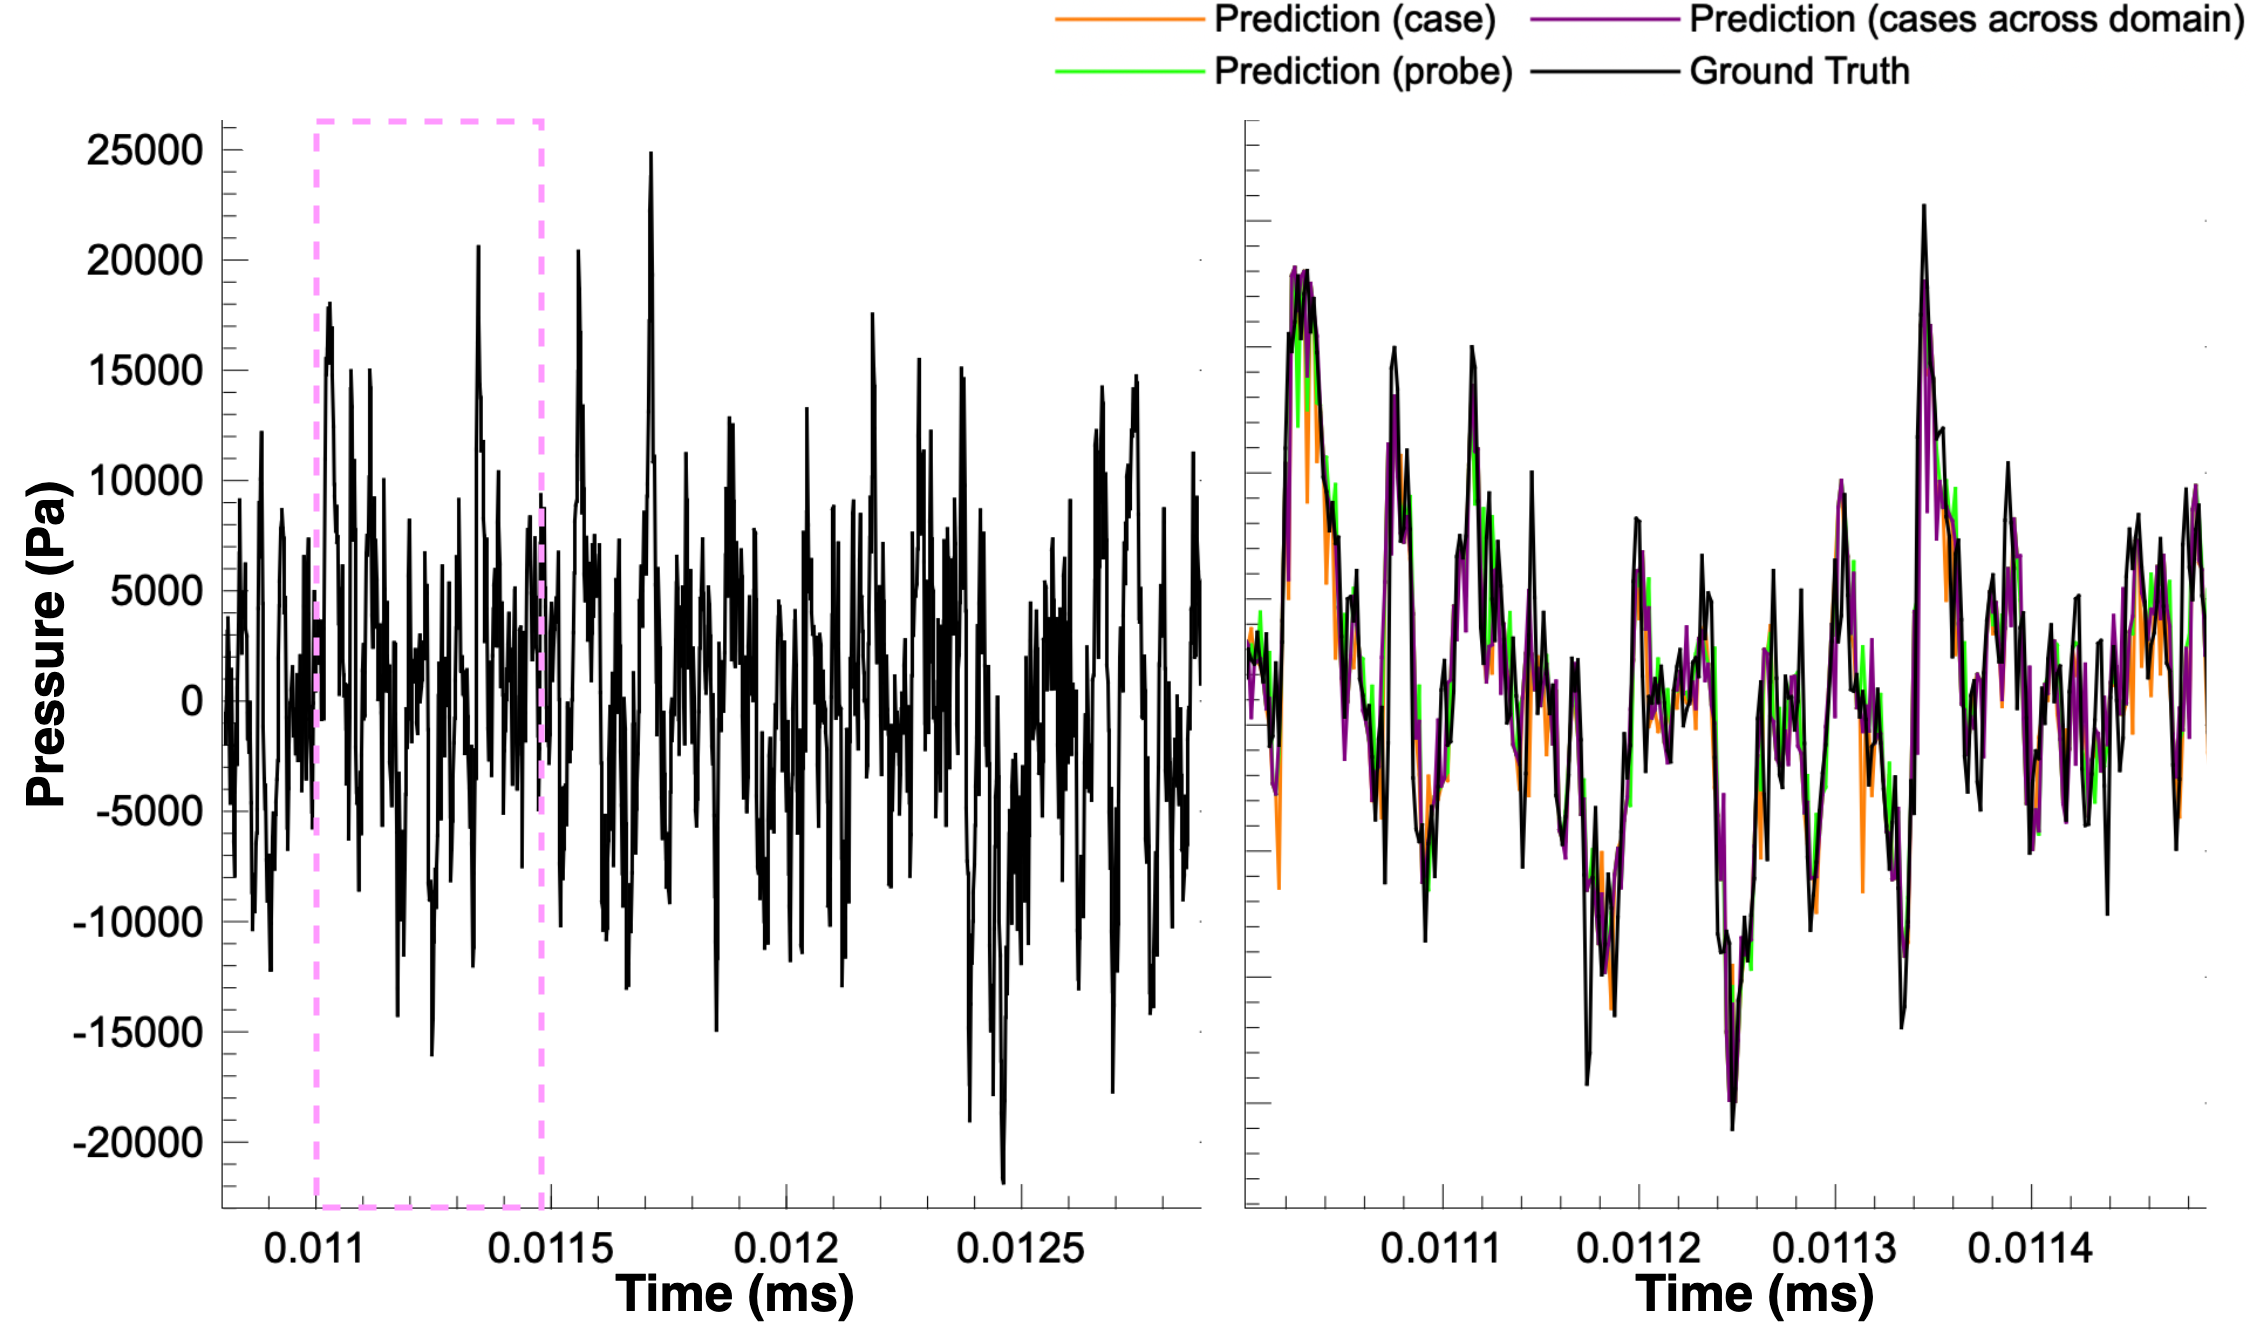 Prediction (case)
Prediction (cases across domain)
Prediction (probe)
Ground Truth
25000
20000
15000
10000
5000
0
-5000
-10000
-15000
-20000
Pressure (Pa)
0.011
0.0115
0.012
0.0125
Time (ms)
0.0111
0.0112
0.0113
0.0114
Time (ms)